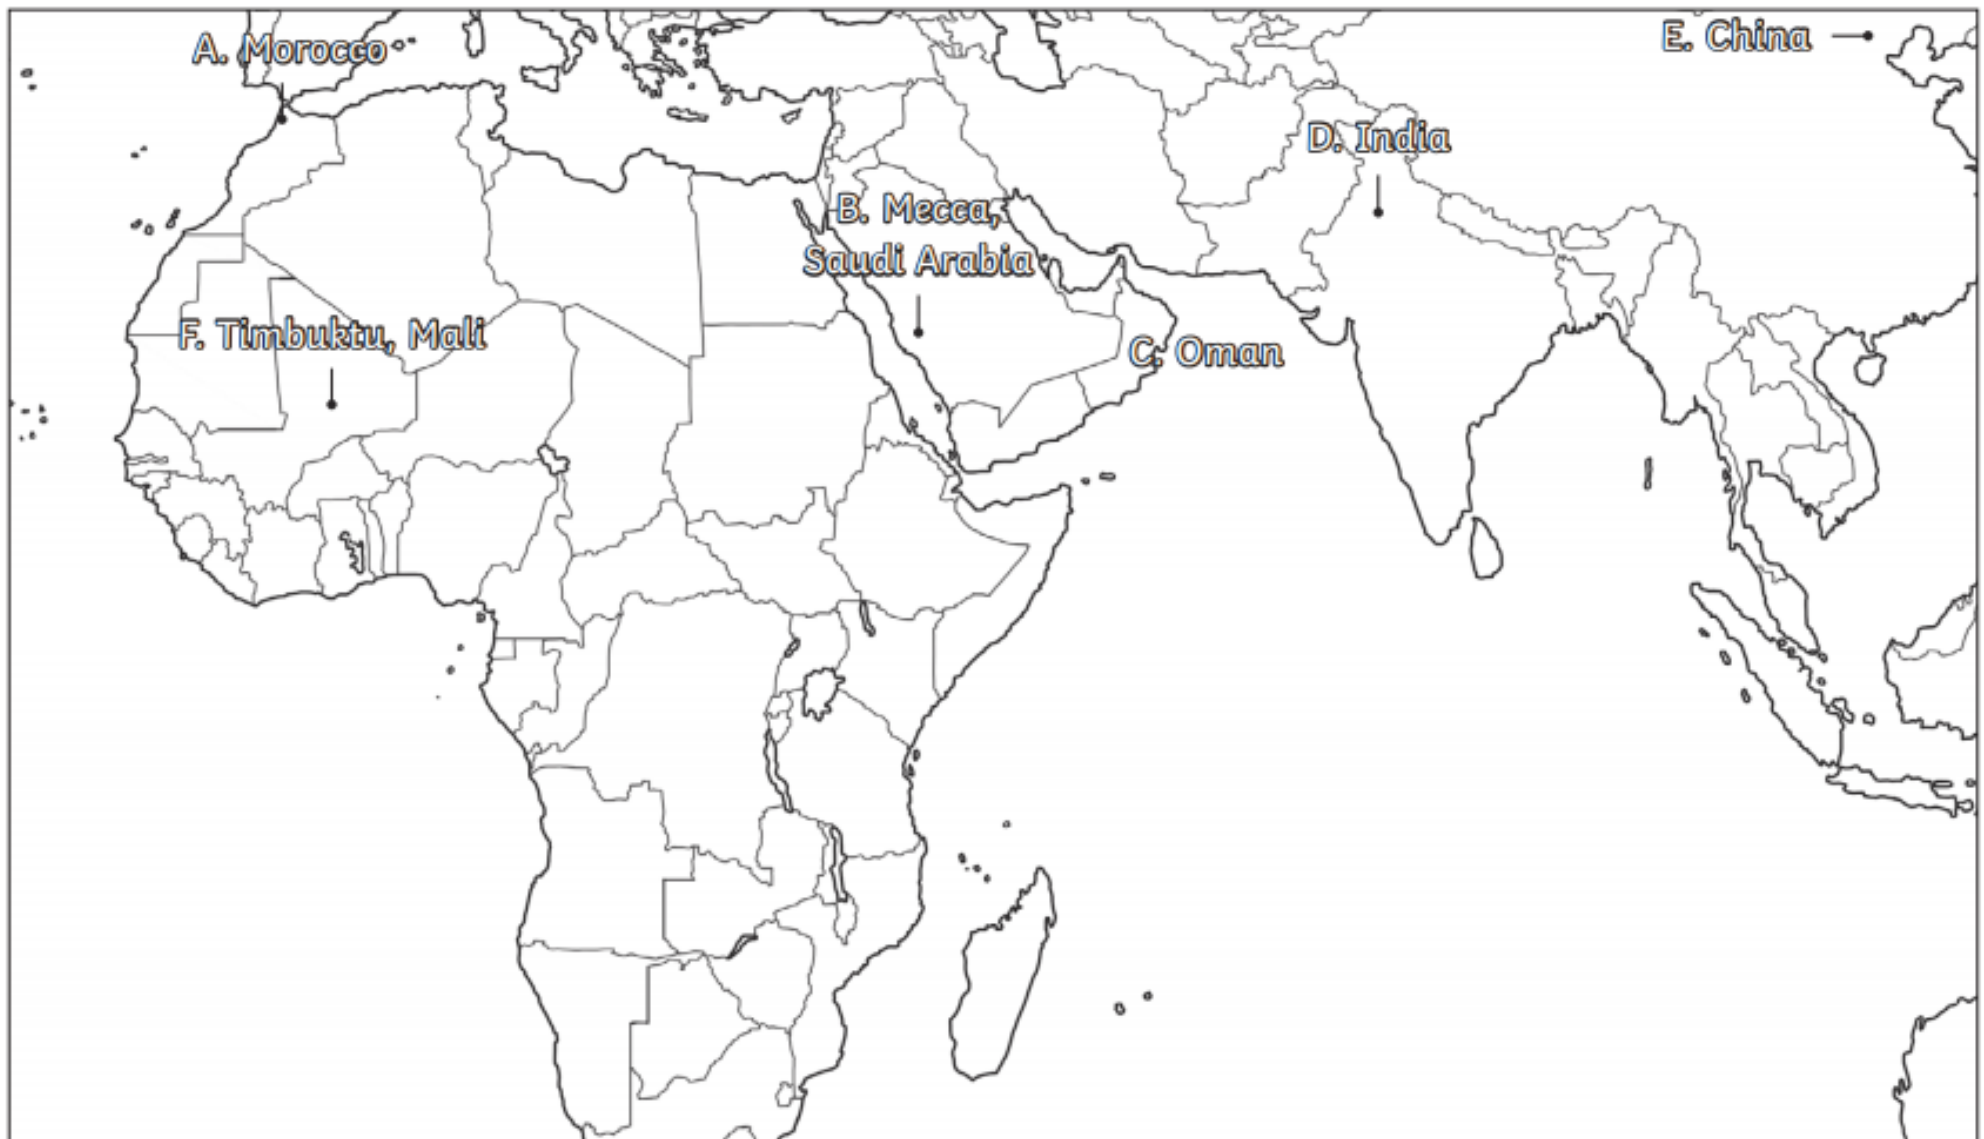 A. Morocco
E. China
D. India
B. Mecca,
Saudi Arabia
F. Timbuktu, Mali
C. Oman